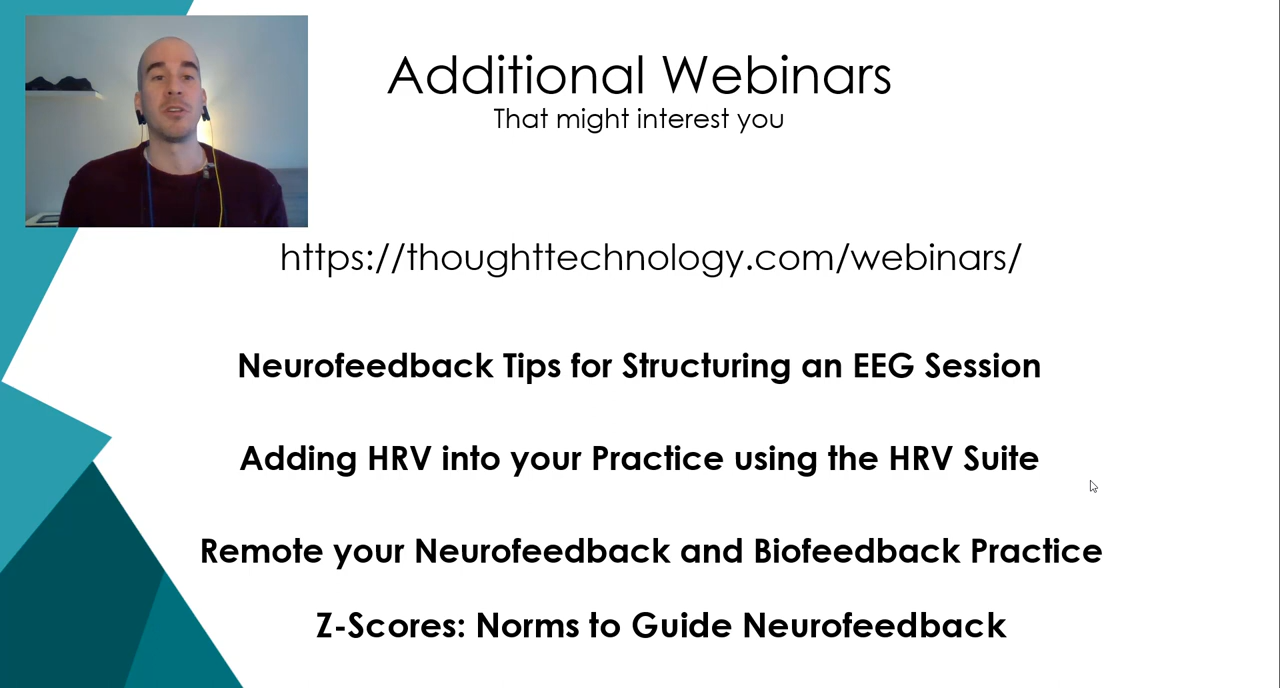 Additional Webinars
That might interest you
https://thoughttechnology.com/webinars/
Neurofeedback Tips for Structuring an EEG Session
Adding HRV into your Practice using the HRV Suite
Remote your Neurofeedback and Biofeedback Practice
Z-Scores: Norms to Guide Neurofeedback